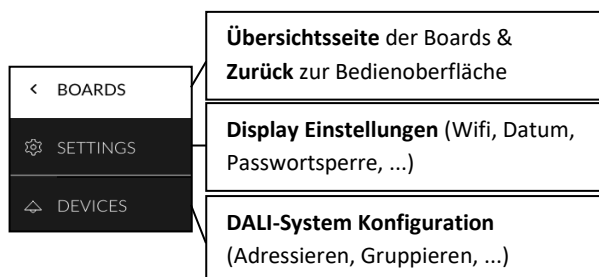 Übersichtsseite der Boards &
Zurück zur Bedienoberfläche
BOARDS
Display Einstellungen (Wifi, Datum,
Passwortsperre, ...)
SETTINGS
DALI-System Konfiguration
(Adressieren, Gruppieren, ...)
DEVICES